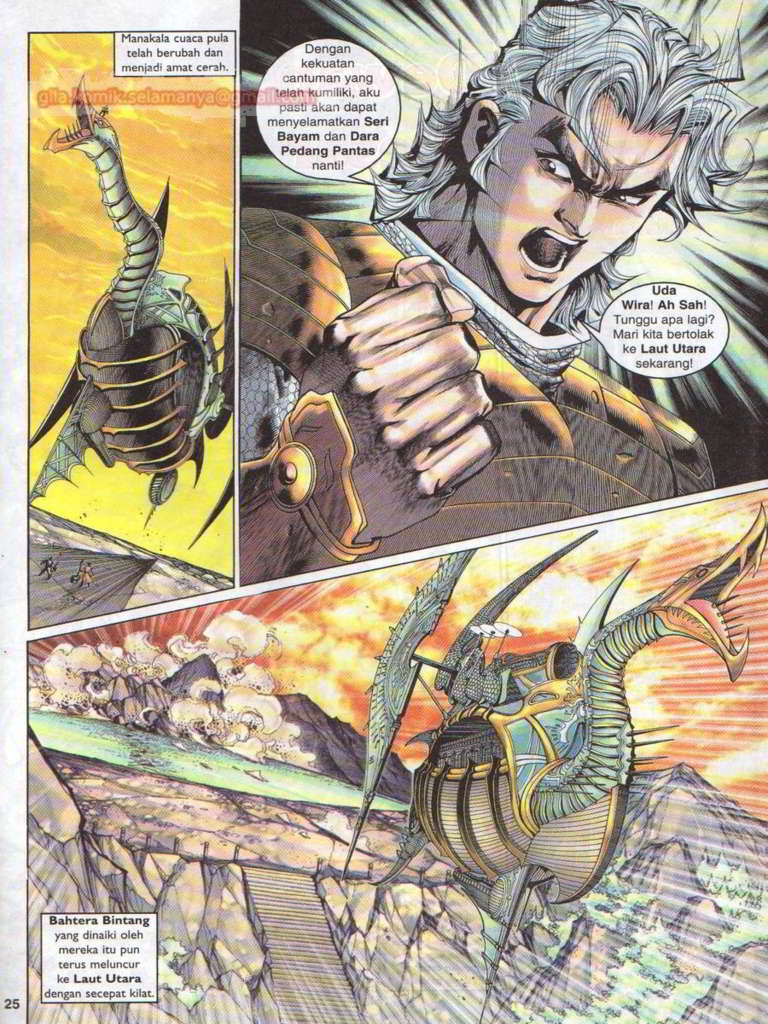 Manakala cuaca pula
telah berubah dan
menjadi amat cerah.
gila.komik.selamanya@gmail.com
Dengan
kekuatan
cantuman yang
telah kumiliki, aku
pasti akan dapat
menyelamatkan Seri
Bayam dan Dara
Pedang Pantas
nanti!
Uda
Wira! Ah Sah!
Tunggu apa lagi?
Mari kita bertolak
ke Laut Utara
sekarang!
Bahtera Bintang
yang dinaiki oleh
mereka itu pun
terus meluncur
ke Laut Utara
dengan secepat kilat.
25